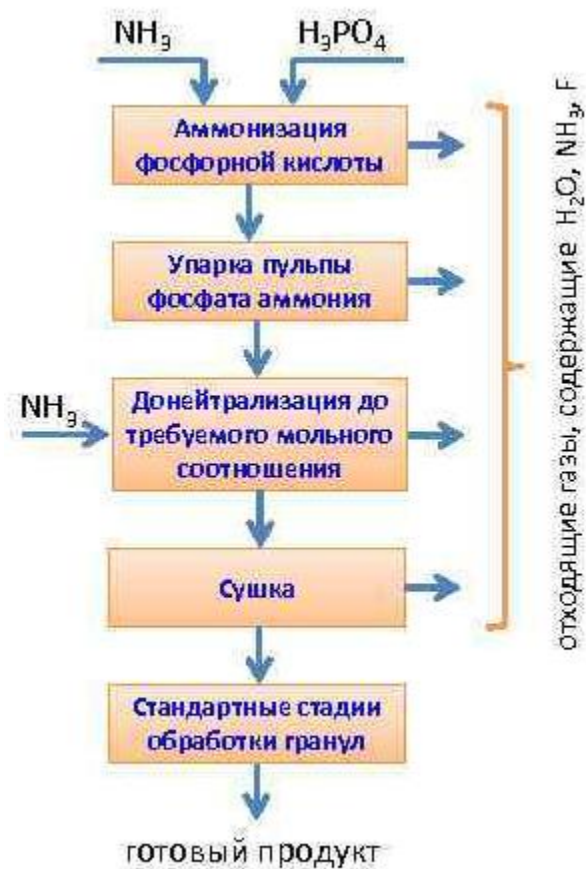 NH₃
H₃PO₄
Аммонизация
фосфорной кислоты
Упарка пульпы
фосфата аммония
NH₃
Донейтрализация до
требуемого мольного
соотношения
Сушка
Стандартные стадии
обработки гранул
готовый продукт
отходящие газы, содержащие H₂O, NH₃, F